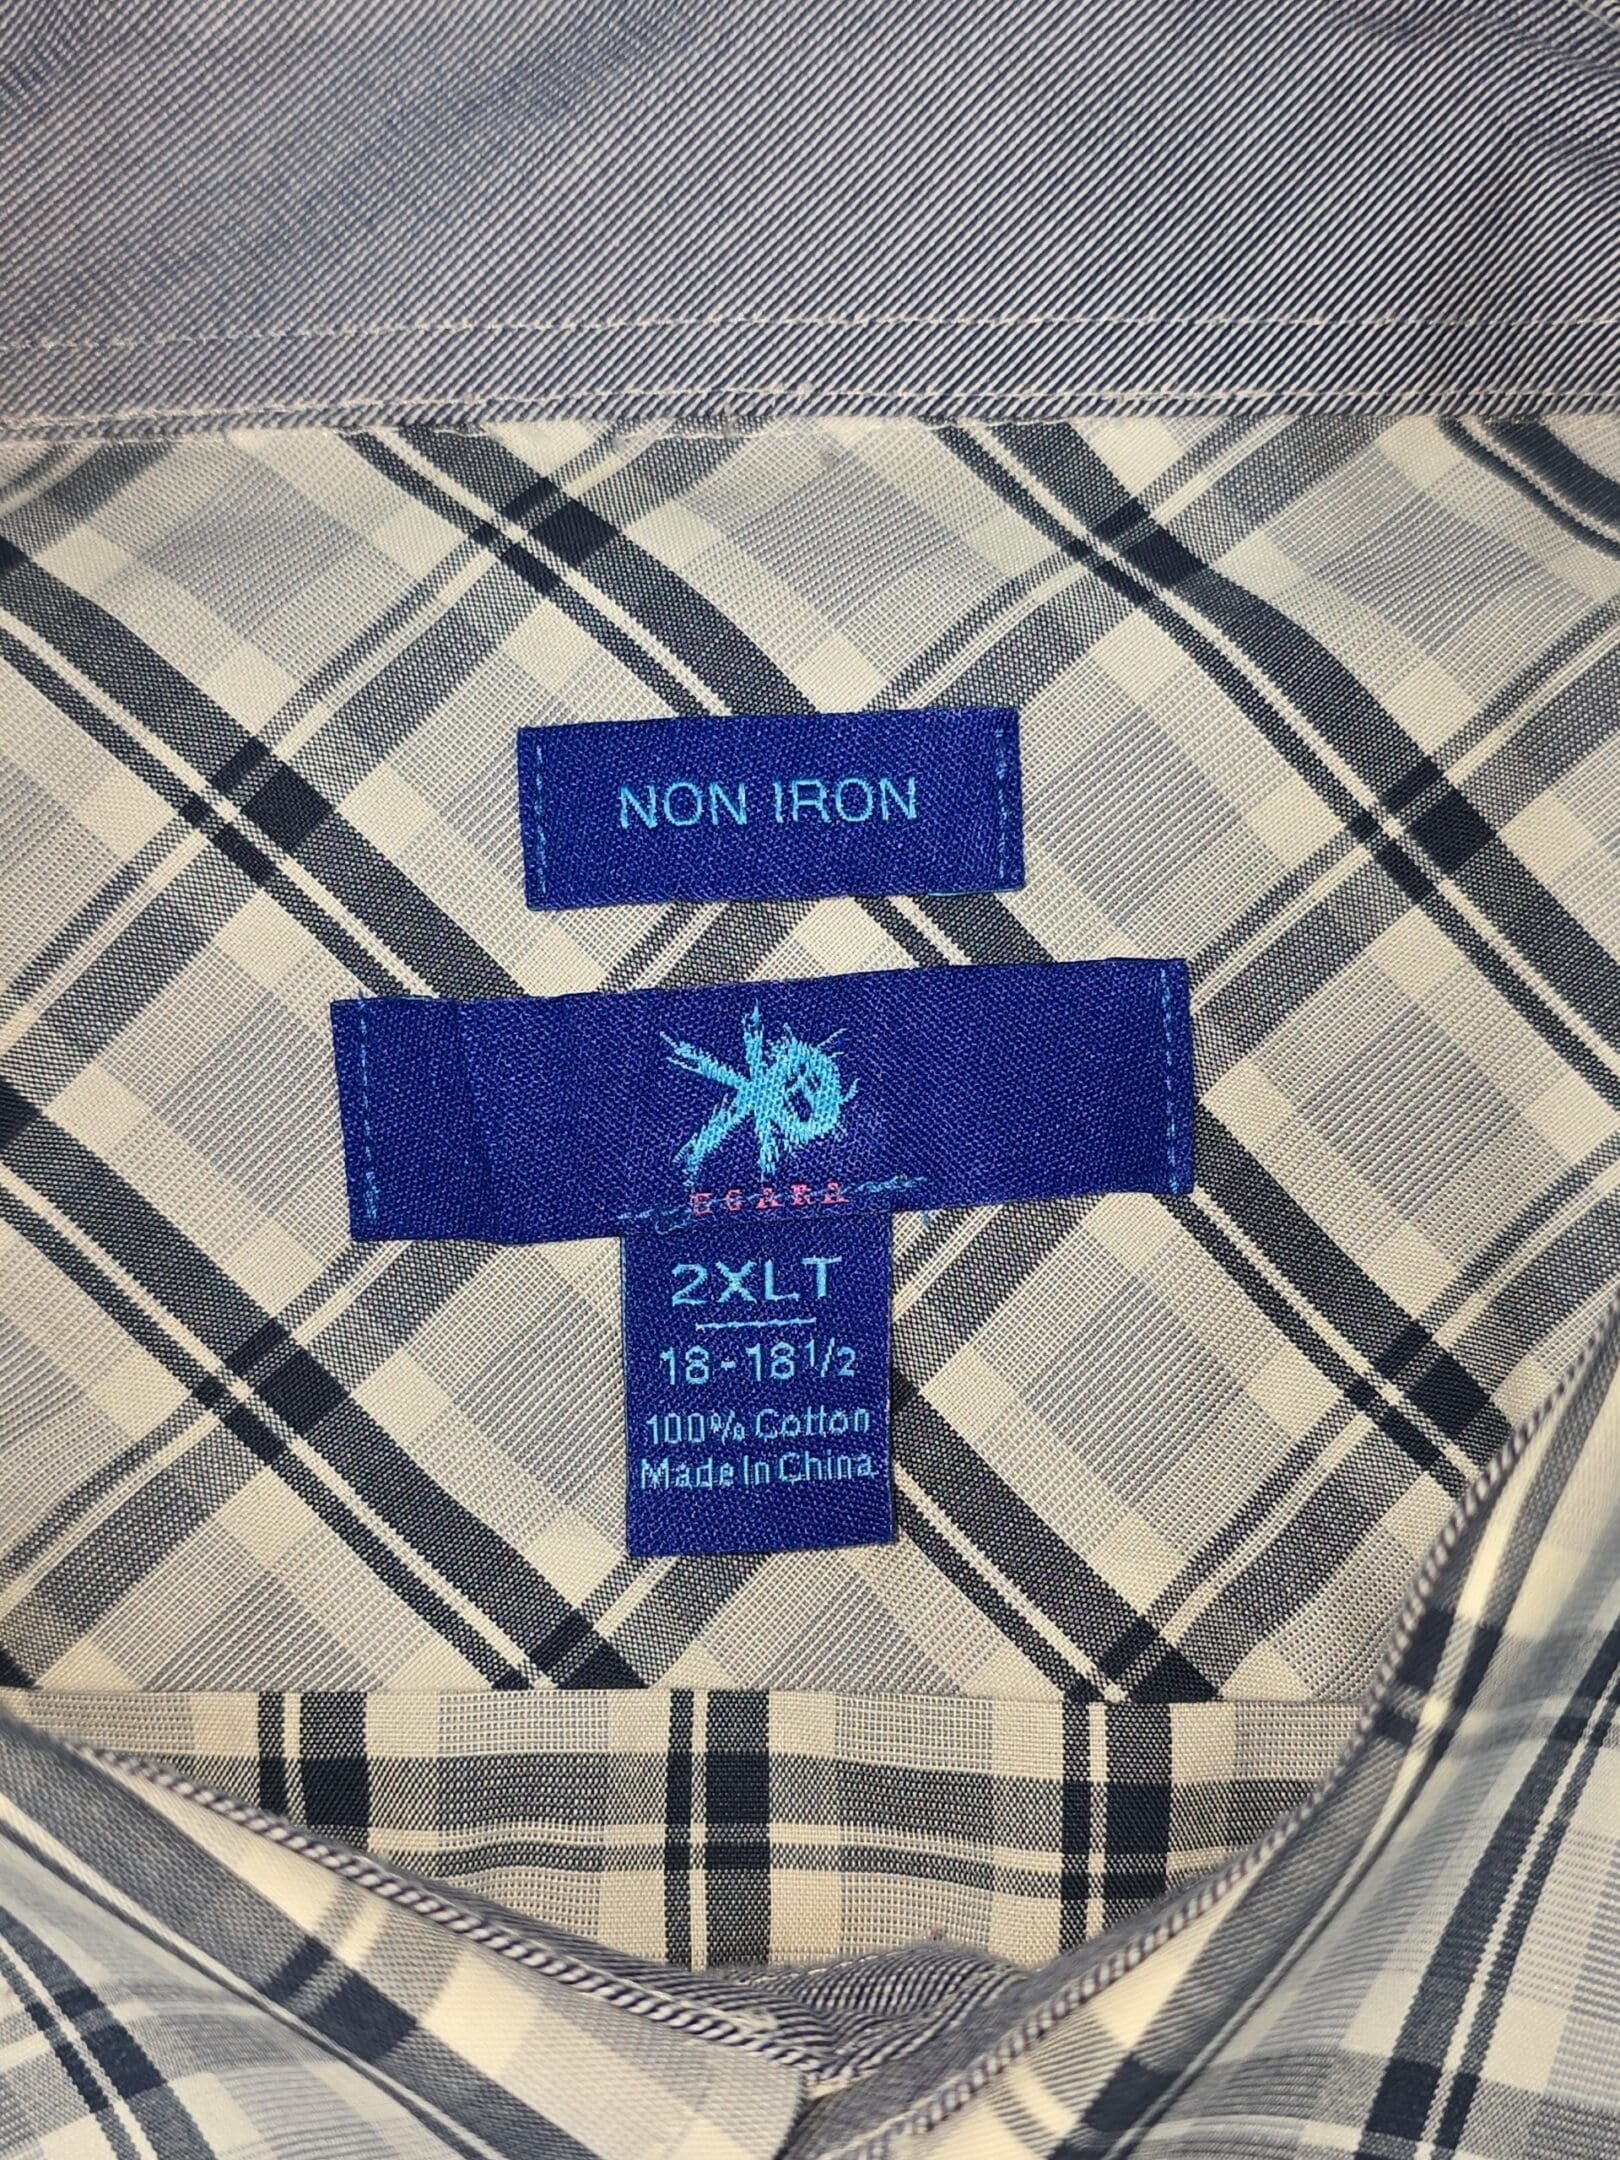 NON IRON
EGARA
2XLT
18-18 1/2
100% Cotton
Made In China